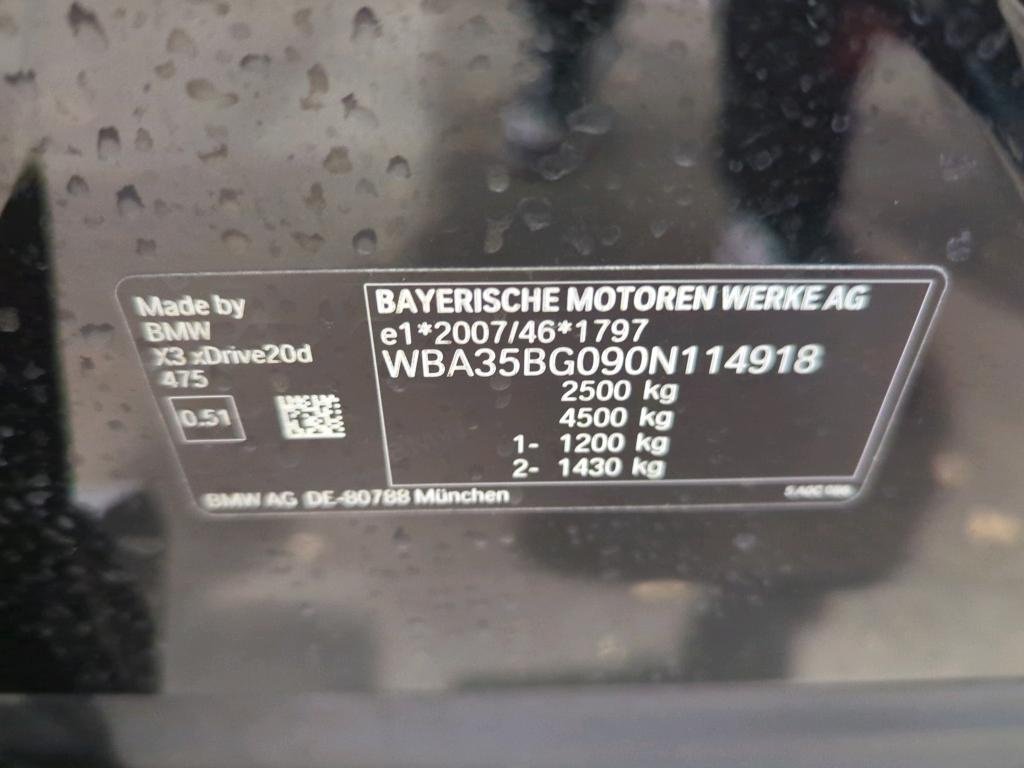 Made by
BMW
X3 xDrive20d
475
0.51
BAYERISCHE MOTOREN WERKE AG
e1*2007/46*1797
WBA35BG090N114918
2500 kg
4500 kg
1- 1200 kg
2- 1430 kg
BMW AG DE-80788 München